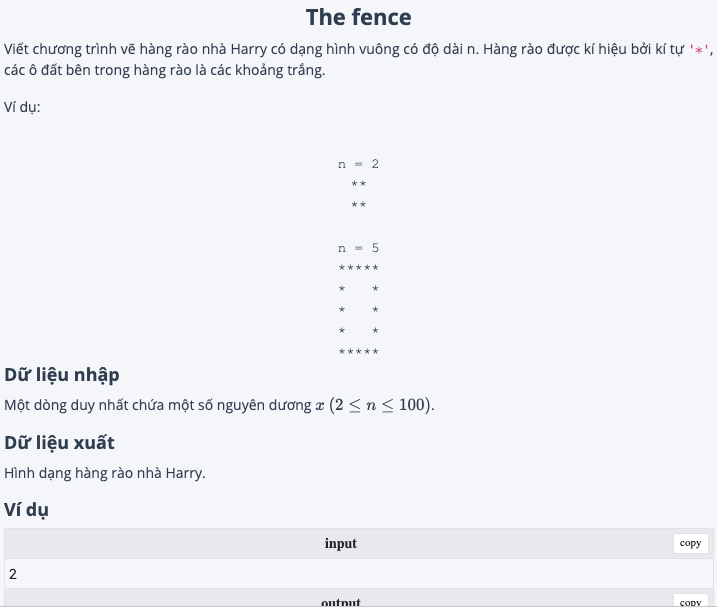 The fence
Viết chương trình vẽ hàng rào nhà Harry có dạng hình vuông có độ dài n. Hàng rào được kí hiệu bởi kí tự '*',
các ô đất bên trong hàng rào là các khoảng trắng.
Ví dụ:
n = 2
**
**
n = 5
*****
*   *
*   *
*   *
*****
Dữ liệu nhập
Một dòng duy nhất chứa một số nguyên dương x (2 ≤ n ≤ 100).
Dữ liệu xuất
Hình dạng hàng rào nhà Harry.
Ví dụ
input copy
2
output copy